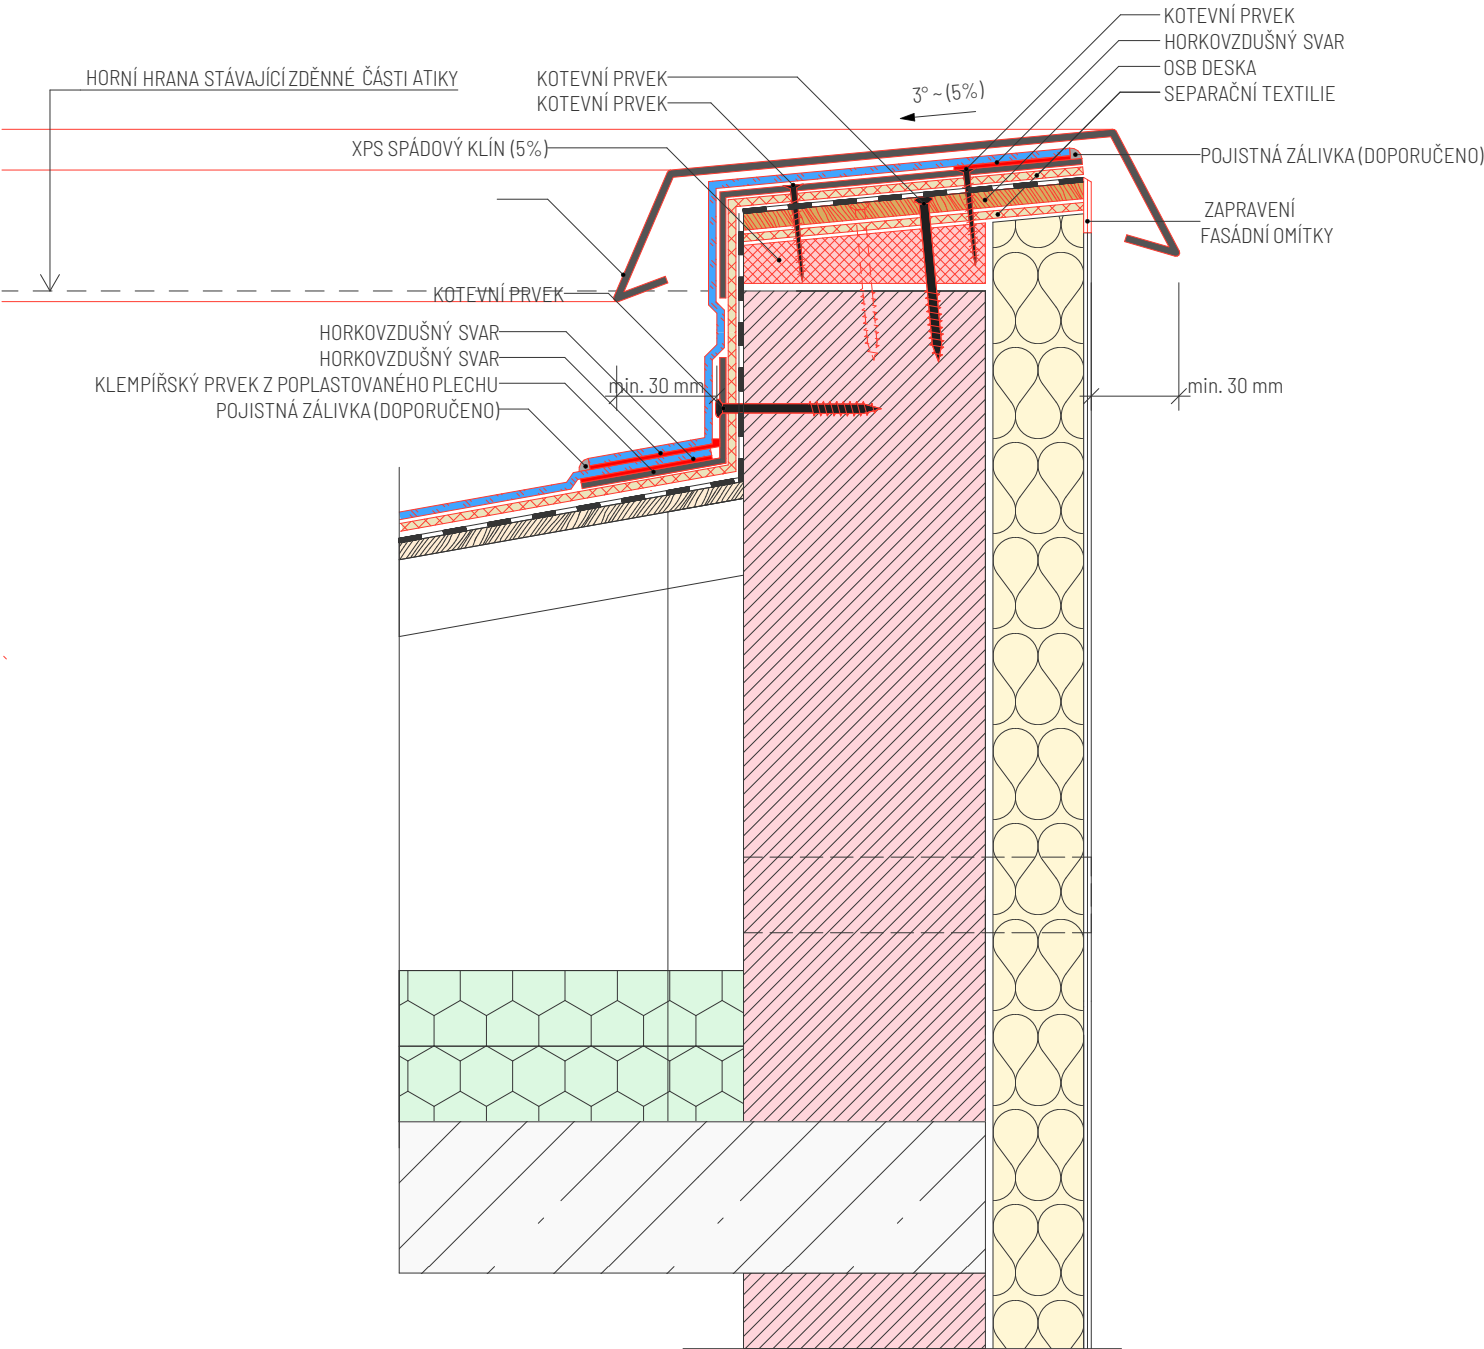 KOTEVNÍ PRVEK
HORKOVZDUŠNÝ SVAR
OSB DESKA
SEPARAČNÍ TEXTILIE
HORNÍ HRANA STÁVAJÍCÍ ZDĚNNÉ ČÁSTI ATIKY
KOTEVNÍ PRVEK
KOTEVNÍ PRVEK
3° ~ (5%)
XPS SPÁDOVÝ KLÍN (5%)
POJISTNÁ ZÁLIVKA (DOPORUČENO)
ZAPRAVENÍ
FASÁDNÍ OMÍTKY
KOTEVNÍ PRVEK
HORKOVZDUŠNÝ SVAR
HORKOVZDUŠNÝ SVAR
KLEMPÍŘSKÝ PRVEK Z POPLASTOVANÉHO PLECHU
POJISTNÁ ZÁLIVKA (DOPORUČENO)
min. 30 mm
min. 30 mm